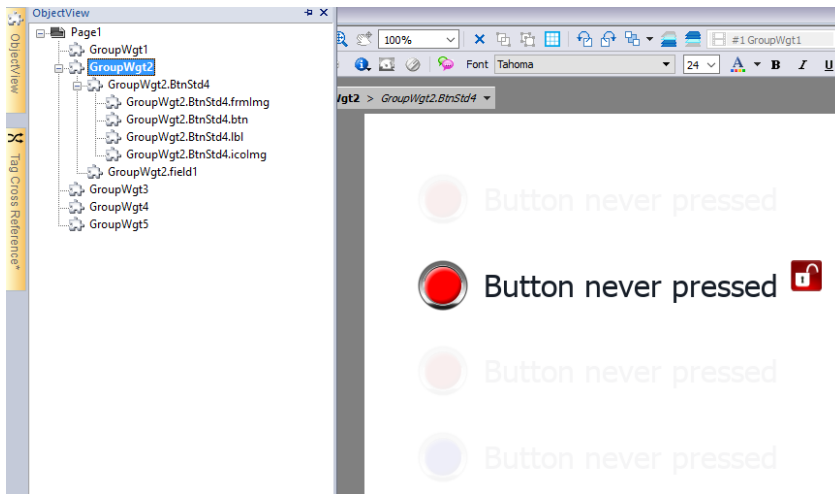 ObjectView
Page1
GroupWgt1
GroupWgt2
GroupWgt2.BtnStd4
GroupWgt2.BtnStd4.frmImg
GroupWgt2.BtnStd4.btn
GroupWgt2.BtnStd4.lbl
GroupWgt2.BtnStd4.icoImg
GroupWgt2.field1
GroupWgt3
GroupWgt4
GroupWgt5
ObjectView
Tag Cross Reference*
100%
#1 GroupWgt1
Font Tahoma
24 A B I U
Wgt2 > GroupWgt2.BtnStd4
Button never pressed
Button never pressed
Button never pressed
Button never pressed